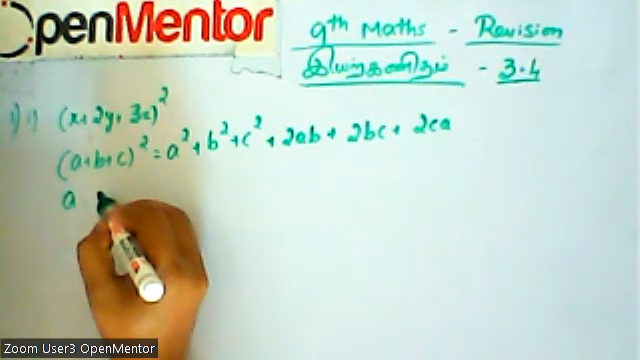 OpenMentor
9th Maths - Revision
இயற்கணிதம் - 3.4
1) i) (x+2y+3z)²
(a+b+c)² = a²+b²+c²+2ab+2bc+2ca
a
Zoom User3 OpenMentor